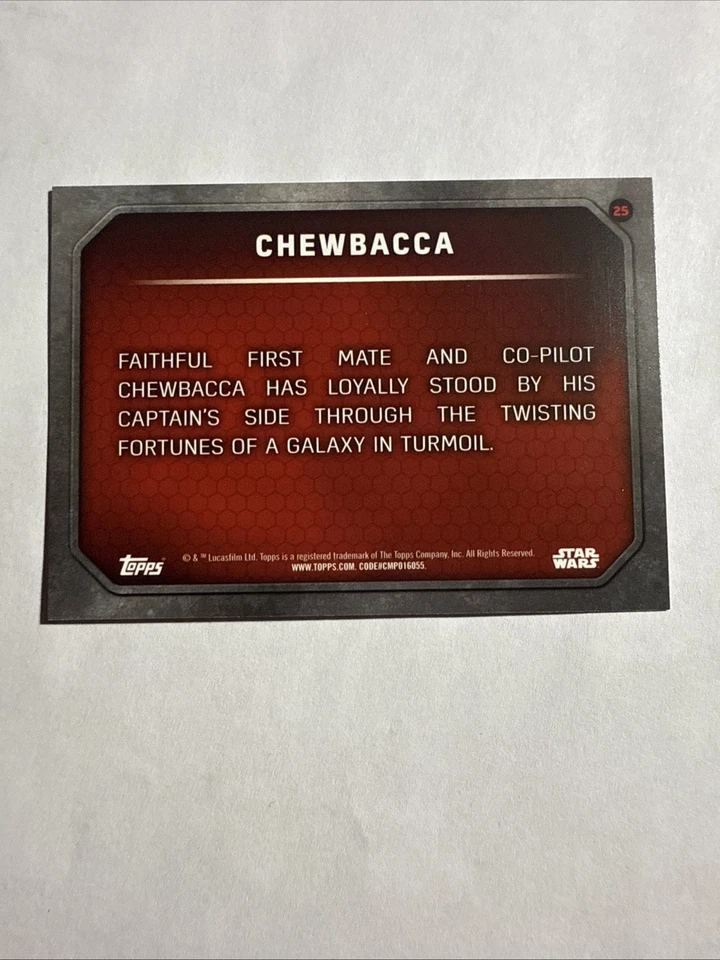 25
CHEWBACCA
FAITHFUL FIRST MATE AND CO-PILOT
CHEWBACCA HAS LOYALLY STOOD BY HIS
CAPTAIN'S SIDE THROUGH THE TWISTING
FORTUNES OF A GALAXY IN TURMOIL.
Topps
© & ™ Lucasfilm Ltd. Topps is a registered trademark of The Topps Company, Inc. All Rights Reserved.
WWW.TOPPS.COM. CODE#CMP016055.
STAR
WARS